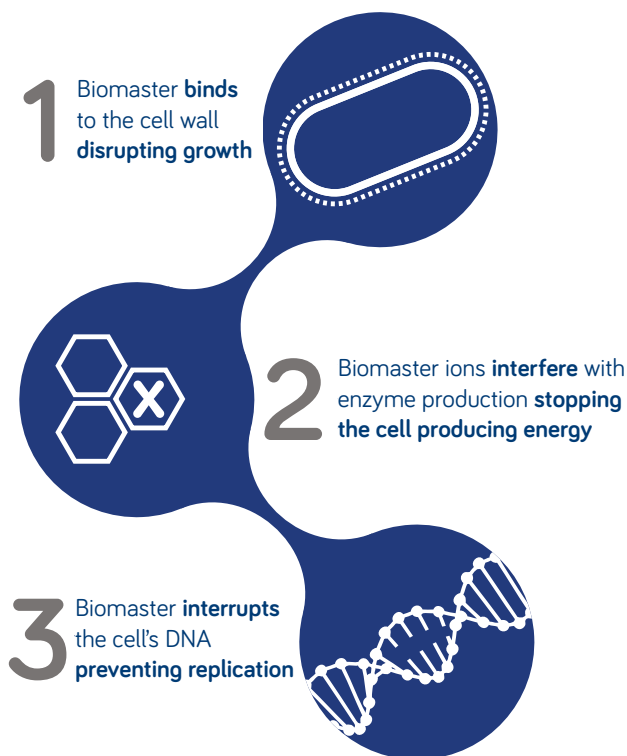 1
Biomaster binds
to the cell wall
disrupting growth
X
2
Biomaster ions interfere with
enzyme production stopping
the cell producing energy
3
Biomaster interrupts
the cell's DNA
preventing replication